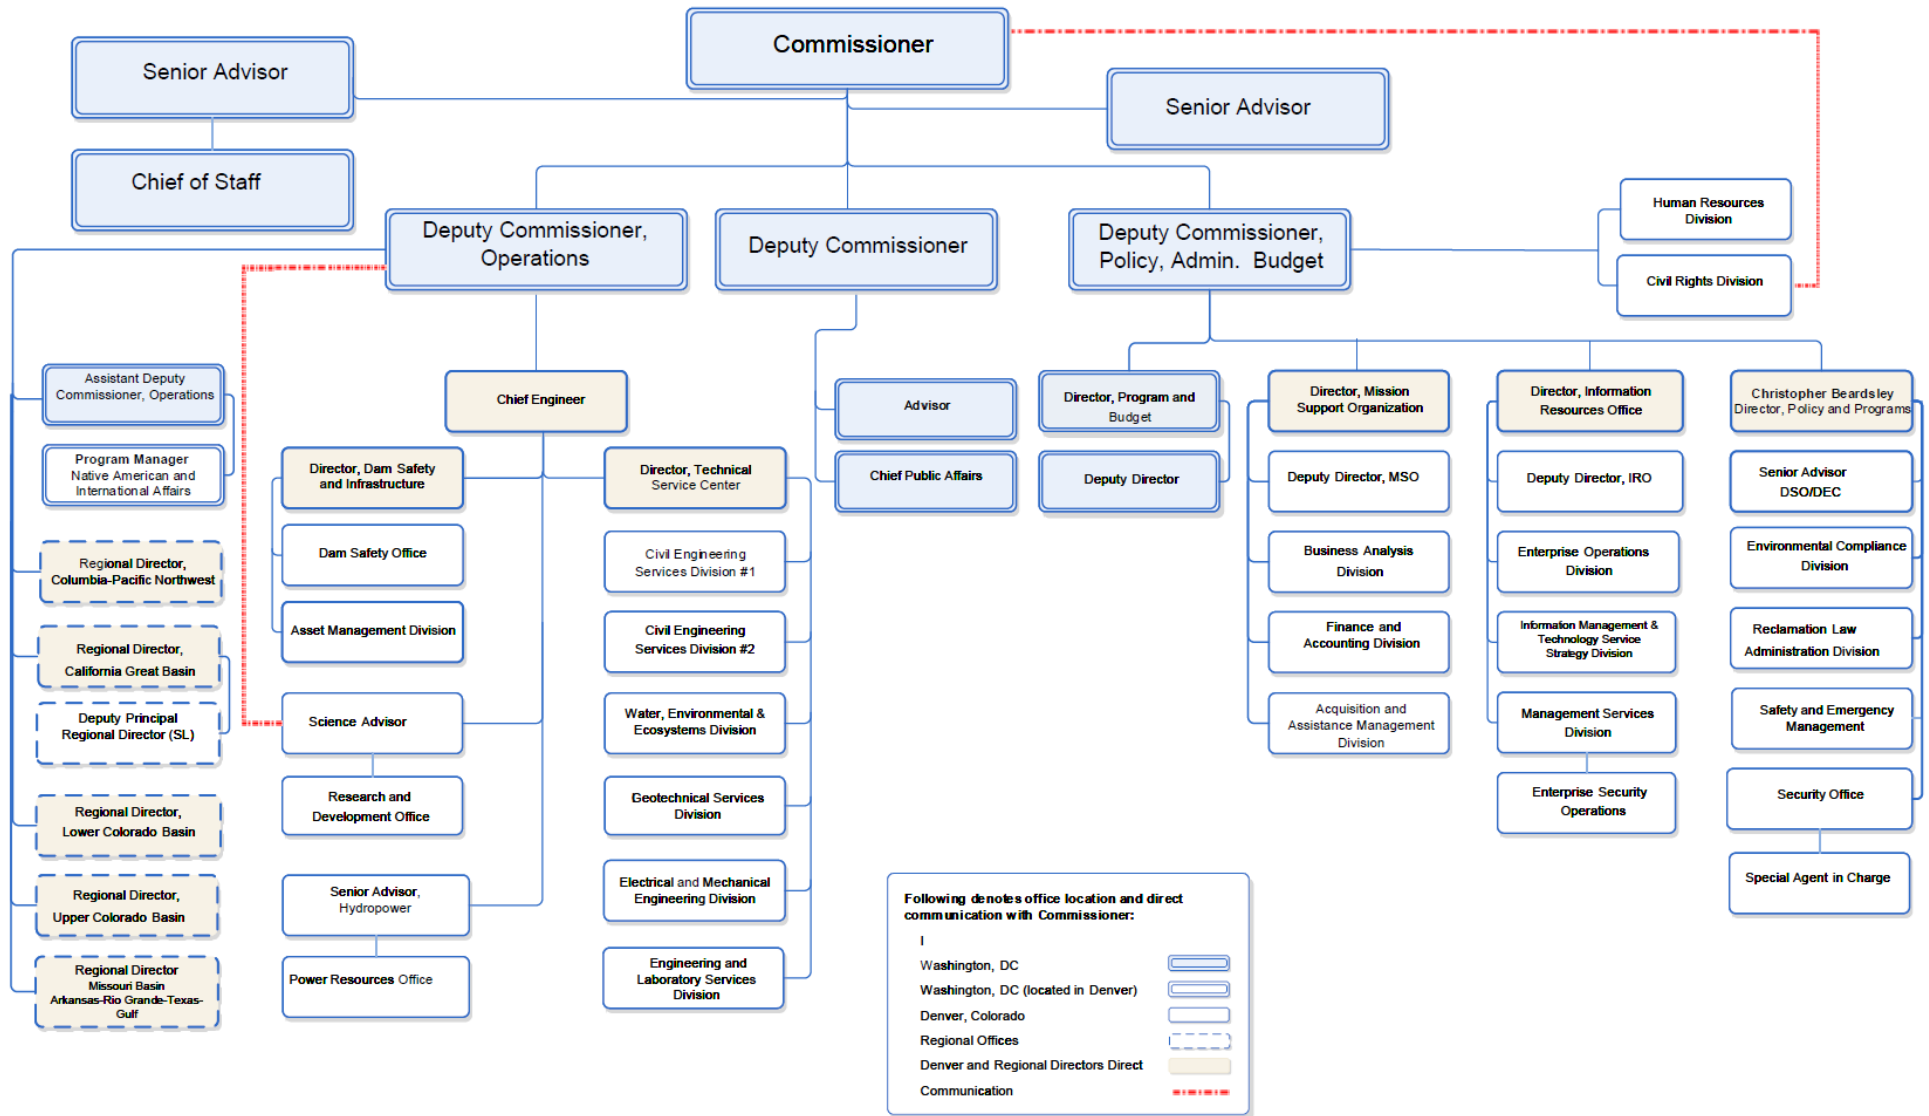 Commissioner
Senior Advisor
Senior Advisor
Chief of Staff
Deputy Commissioner,
Operations
Deputy Commissioner
Deputy Commissioner,
Policy, Admin. Budget
Human Resources
Division
Civil Rights Division
Assistant Deputy
Commissioner, Operations
Program Manager
Native American and
International Affairs
Regional Director,
Columbia-Pacific Northwest
Regional Director,
California Great Basin
Deputy Principal
Regional Director (SL)
Regional Director,
Lower Colorado Basin
Regional Director,
Upper Colorado Basin
Regional Director
Missouri Basin
Arkansas-Rio Grande-Texas-
Gulf
Chief Engineer
Director, Dam Safety
and Infrastructure
Dam Safety Office
Asset Management Division
Science Advisor
Research and
Development Office
Senior Advisor,
Hydropower
Power Resources Office
Director, Technical
Service Center
Civil Engineering
Services Division #1
Civil Engineering
Services Division #2
Water, Environmental &
Ecosystems Division
Geotechnical Services
Division
Electrical and Mechanical
Engineering Division
Engineering and
Laboratory Services
Division
Advisor
Chief Public Affairs
Director, Program and
Budget
Deputy Director
Director, Mission
Support Organization
Deputy Director, MSO
Business Analysis
Division
Finance and
Accounting Division
Acquisition and
Assistance Management
Division
Director, Information
Resources Office
Deputy Director, IRO
Enterprise Operations
Division
Information Management &
Technology Service
Strategy Division
Management Services
Division
Enterprise Security
Operations
Christopher Beardsley
Director, Policy and Programs
Senior Advisor
DSO/DEC
Environmental Compliance
Division
Reclamation Law
Administration Division
Safety and Emergency
Management
Security Office
Special Agent in Charge
Following denotes office location and direct
communication with Commissioner:
I
Washington, DC
Washington, DC (located in Denver)
Denver, Colorado
Regional Offices
Denver and Regional Directors Direct
Communication